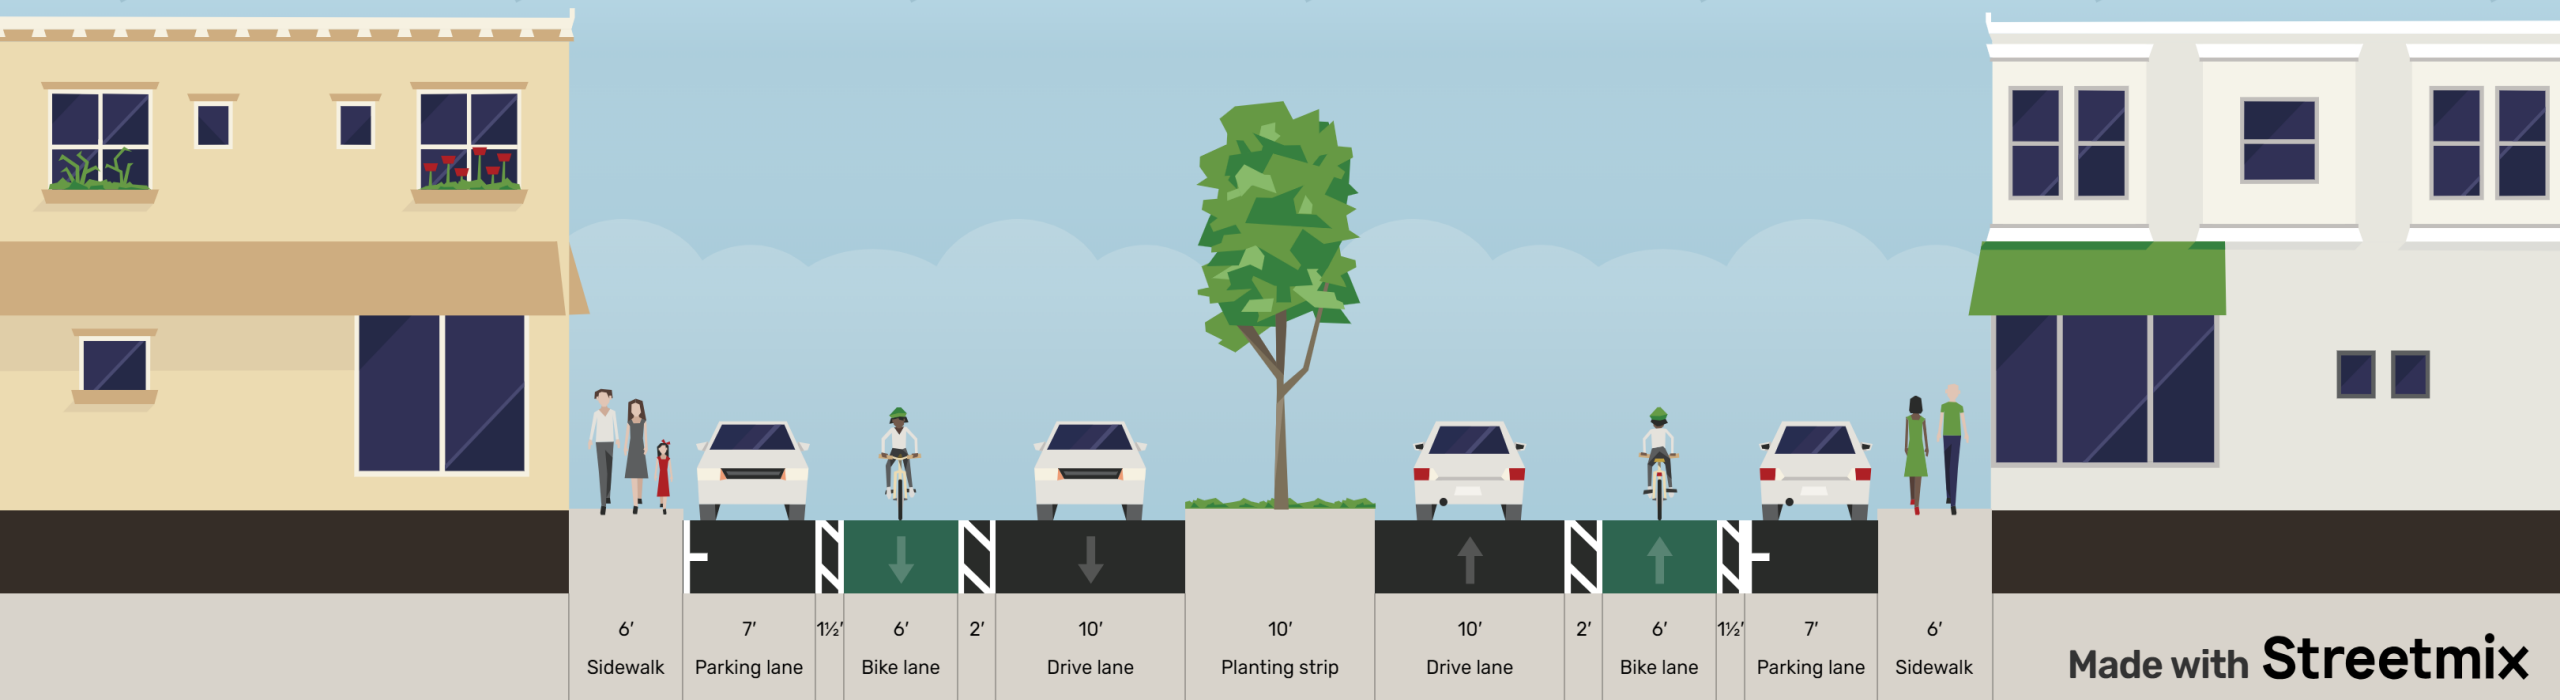 6′ 7′ 1½′ 6′ 2′ 10′ 10′ 10′ 2′ 6′ 1½′ 7′ 6′
Sidewalk Parking lane Bike lane Drive lane Planting strip Drive lane Bike lane Parking lane Sidewalk
Made with Streetmix